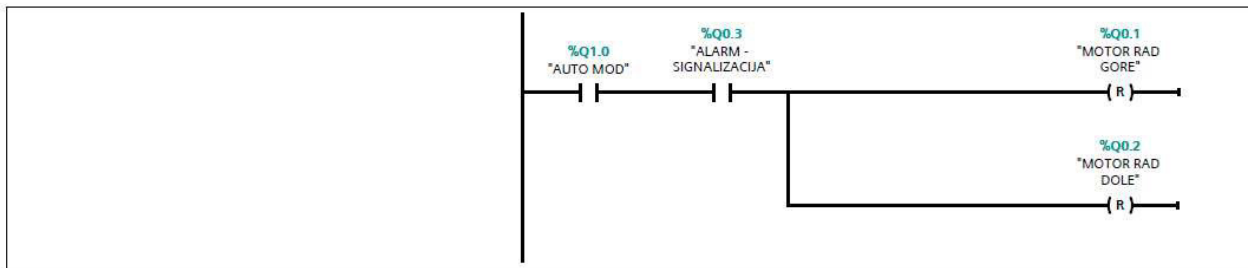 %Q1.0
"AUTO MOD"
%Q0.3
"ALARM -
SIGNALIZACIJA"
%Q0.1
"MOTOR RAD
GORE"
R
%Q0.2
"MOTOR RAD
DOLE"
R